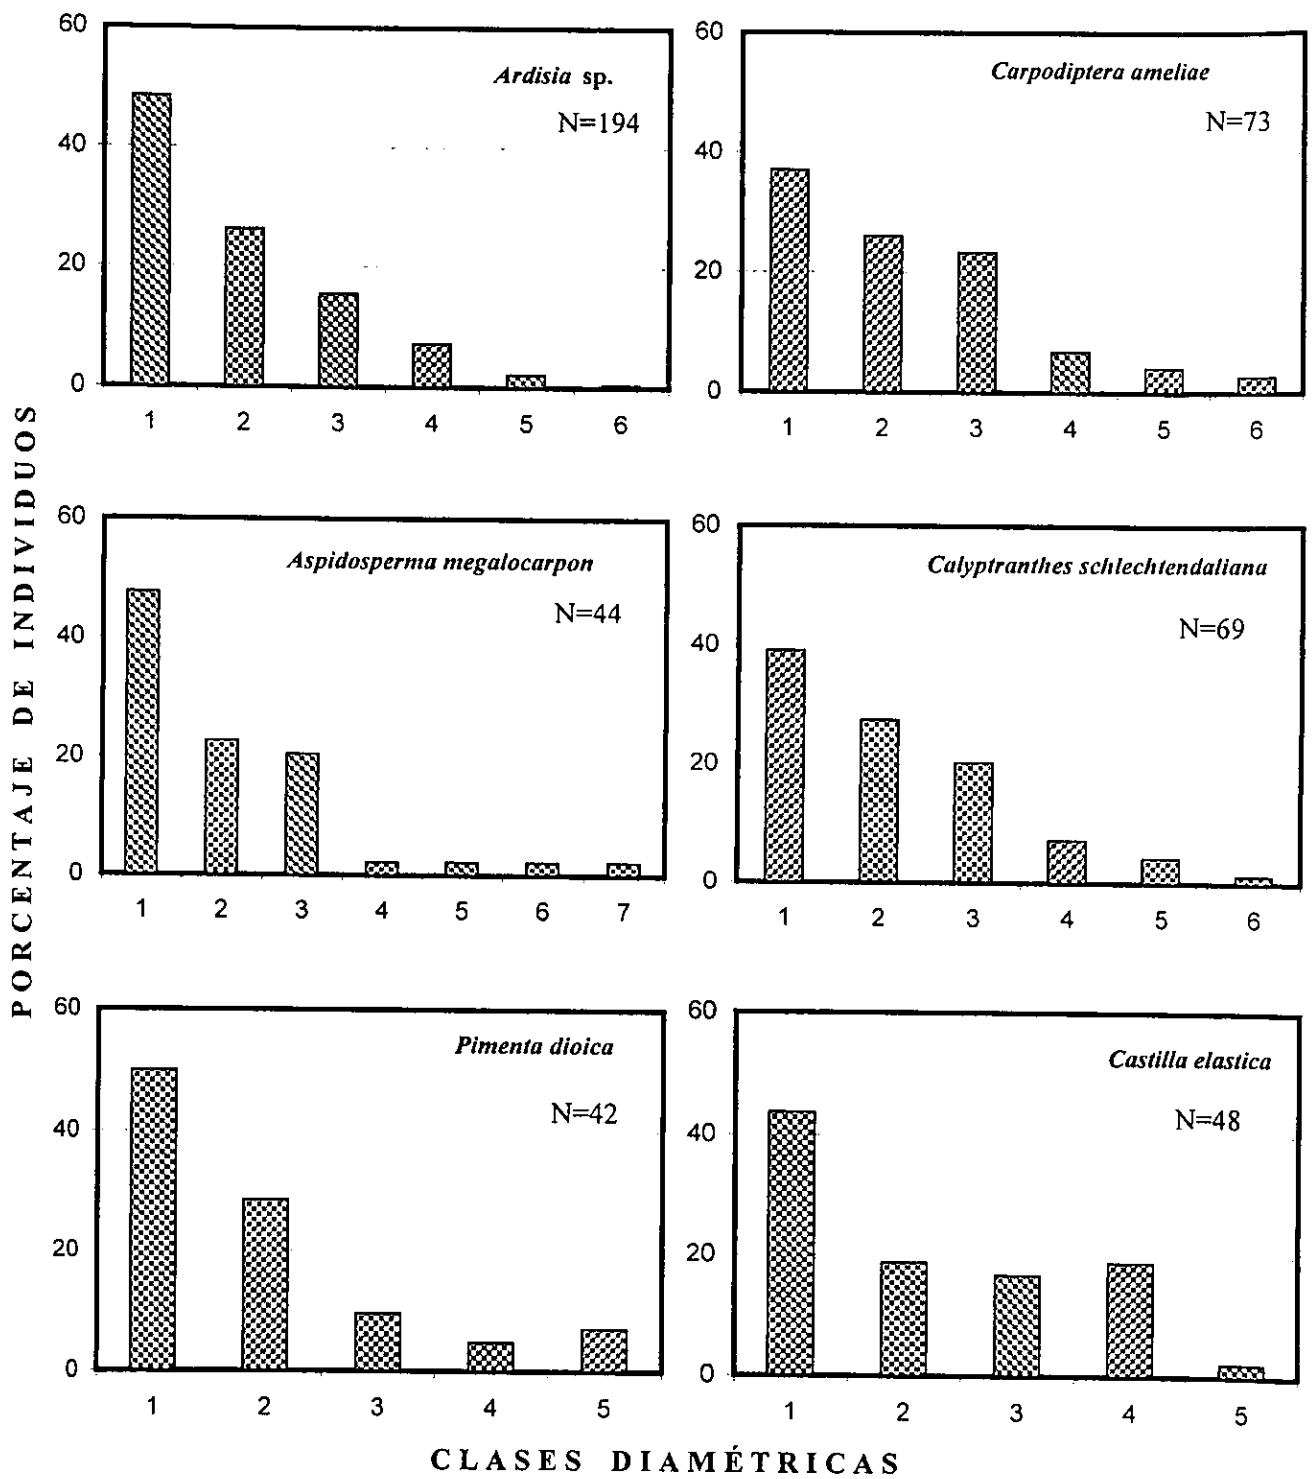 60
40
20
0
Ardisia sp.
N=194
1 2 3 4 5 6
60
40
20
0
Carpodiptera ameliae
N=73
1 2 3 4 5 6
60
40
20
0
Aspidosperma megalocarpon
N=44
1 2 3 4 5 6 7
60
40
20
0
Calyptranthes schlechtendaliana
N=69
1 2 3 4 5 6
60
40
20
0
Pimenta dioica
N=42
1 2 3 4 5
60
40
20
0
Castilla elastica
N=48
1 2 3 4 5
PORCENTAJE DE INDIVIDUOS
CLASES DIAMÉTRICAS